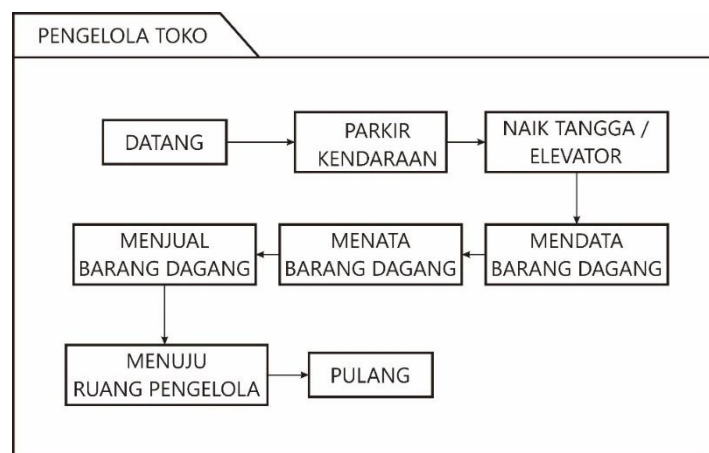 PENGELOLA TOKO
DATANG
PARKIR
KENDARAAN
NAIK TANGGA /
ELEVATOR
MENDATA
BARANG DAGANG
MENATA
BARANG DAGANG
MENJUAL
BARANG DAGANG
MENUJU
RUANG PENGELOLA
PULANG